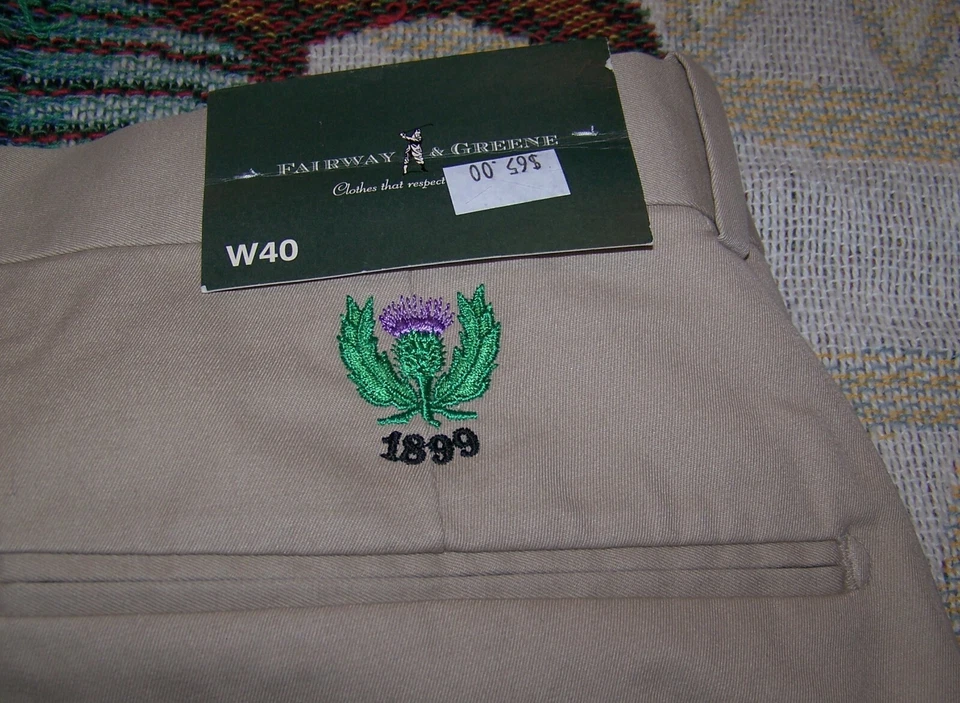 FAIRWAY & GREENE
Clothes that respect
$65.00
W40
1899